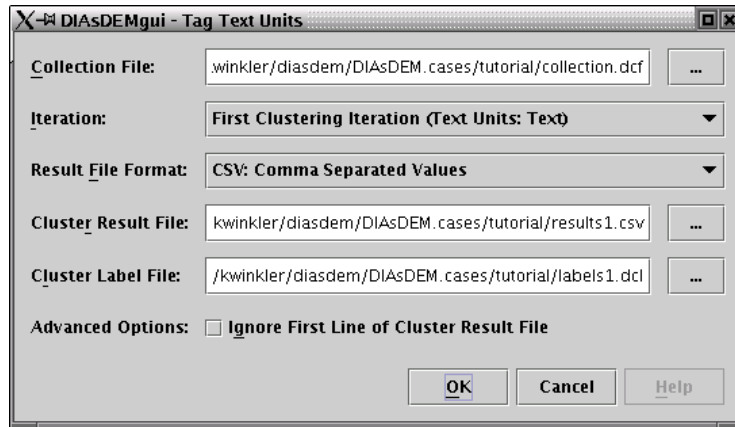 DIAsDEMgui - Tag Text Units
Collection File: .winkler/diasdem/DIAsDEM.cases/tutorial/collection.dcf ...
Iteration: First Clustering Iteration (Text Units: Text)
Result File Format: CSV: Comma Separated Values
Cluster Result File: kwinkler/diasdem/DIAsDEM.cases/tutorial/results1.csv ...
Cluster Label File: /kwinkler/diasdem/DIAsDEM.cases/tutorial/labels1.dcl ...
Advanced Options: Ignore First Line of Cluster Result File
OK Cancel Help